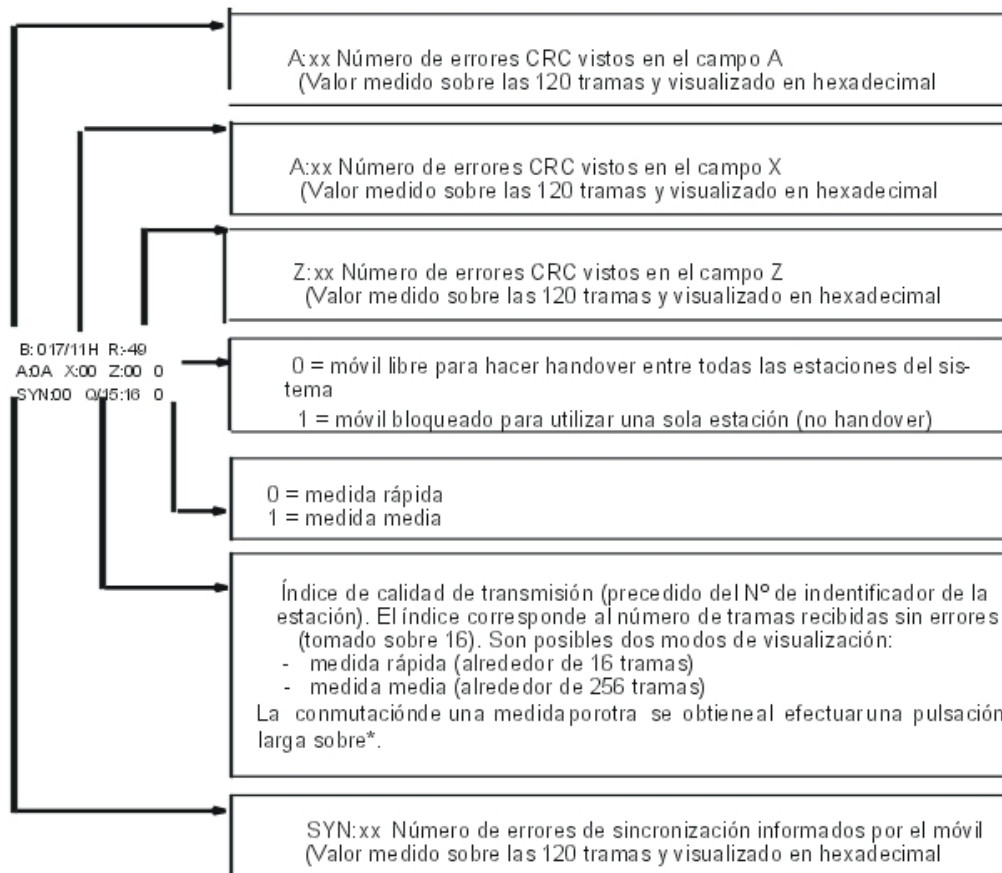 A:xx Número de errores CRC vistos en el campo A
(Valor medido sobre las 120 tramas y visualizado en hexadecimal
A:xx Número de errores CRC vistos en el campo X
(Valor medido sobre las 120 tramas y visualizado en hexadecimal
Z:xx Número de errores CRC vistos en el campo Z
(Valor medido sobre las 120 tramas y visualizado en hexadecimal
B: 017/11H R:-49
A:0A X:00 Z:00 0
SYN:00 Q/15:16 0
0 = móvil libre para hacer handover entre todas las estaciones del sis-
tema
1 = móvil bloqueado para utilizar una sola estación (no handover)
0 = medida rápida
1 = medida media
Índice de calidad de transmisión (precedido del Nº de indentificador de la
estación). El índice corresponde al número de tramas recibidas sin errores
(tomado sobre 16). Son posibles dos modos de visualización:
- medida rápida (alrededor de 16 tramas)
- medida media (alrededor de 256 tramas)
La conmutaciónde una medidaporotra se obtieneal efectuaruna pulsación
larga sobre*.
SYN:xx Número de errores de sincronización informados por el móvil
(Valor medido sobre las 120 tramas y visualizado en hexadecimal